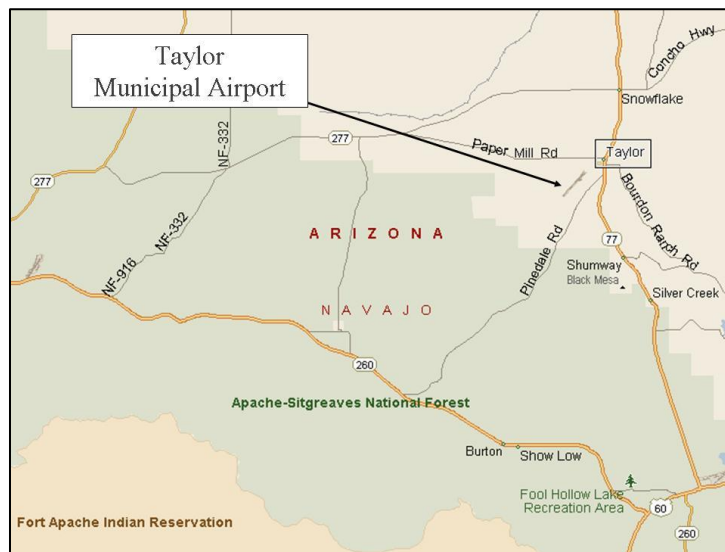 Taylor
Municipal Airport
Concho Hwy
Snowflake
NF-332
277
277
Paper Mill Rd
Taylor
277
NF-332
NF-916
ARIZONA
Pinedale Rd
Bourdon Ranch Rd
77
Shumway
Black Mesa
Silver Creek
NAVAJO
260
Apache-Sitgreaves National Forest
Burton
Show Low
Fool Hollow Lake
Recreation Area
60
260
Fort Apache Indian Reservation